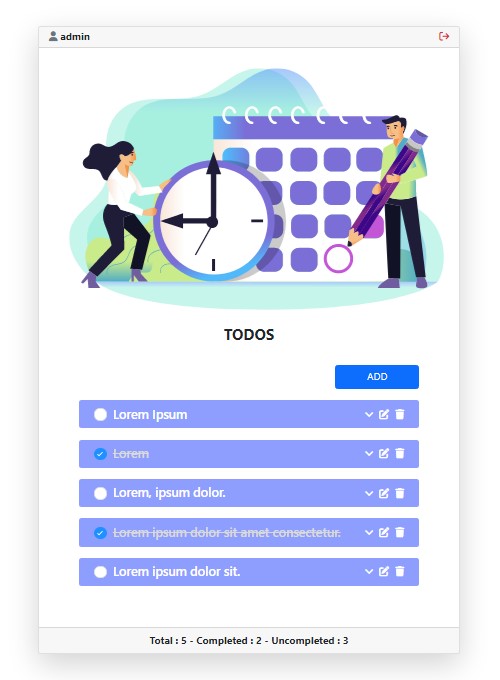 admin
TODOS
ADD
Lorem Ipsum
Lorem
Lorem, ipsum dolor.
Lorem ipsum dolor sit amet consectetur.
Lorem ipsum dolor sit.
Total : 5 - Completed : 2 - Uncompleted : 3